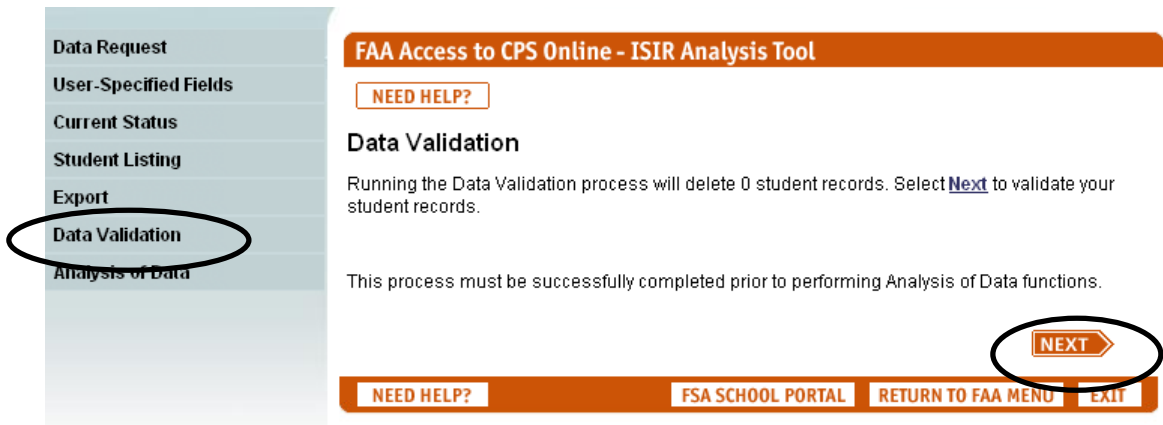 Data Request
User-Specified Fields
Current Status
Student Listing
Export
Data Validation
Analysis of Data
FAA Access to CPS Online - ISIR Analysis Tool
NEED HELP?
Data Validation
Running the Data Validation process will delete 0 student records. Select Next to validate your
student records.
This process must be successfully completed prior to performing Analysis of Data functions.
NEXT
NEED HELP? FSA SCHOOL PORTAL RETURN TO FAA MENU EXIT